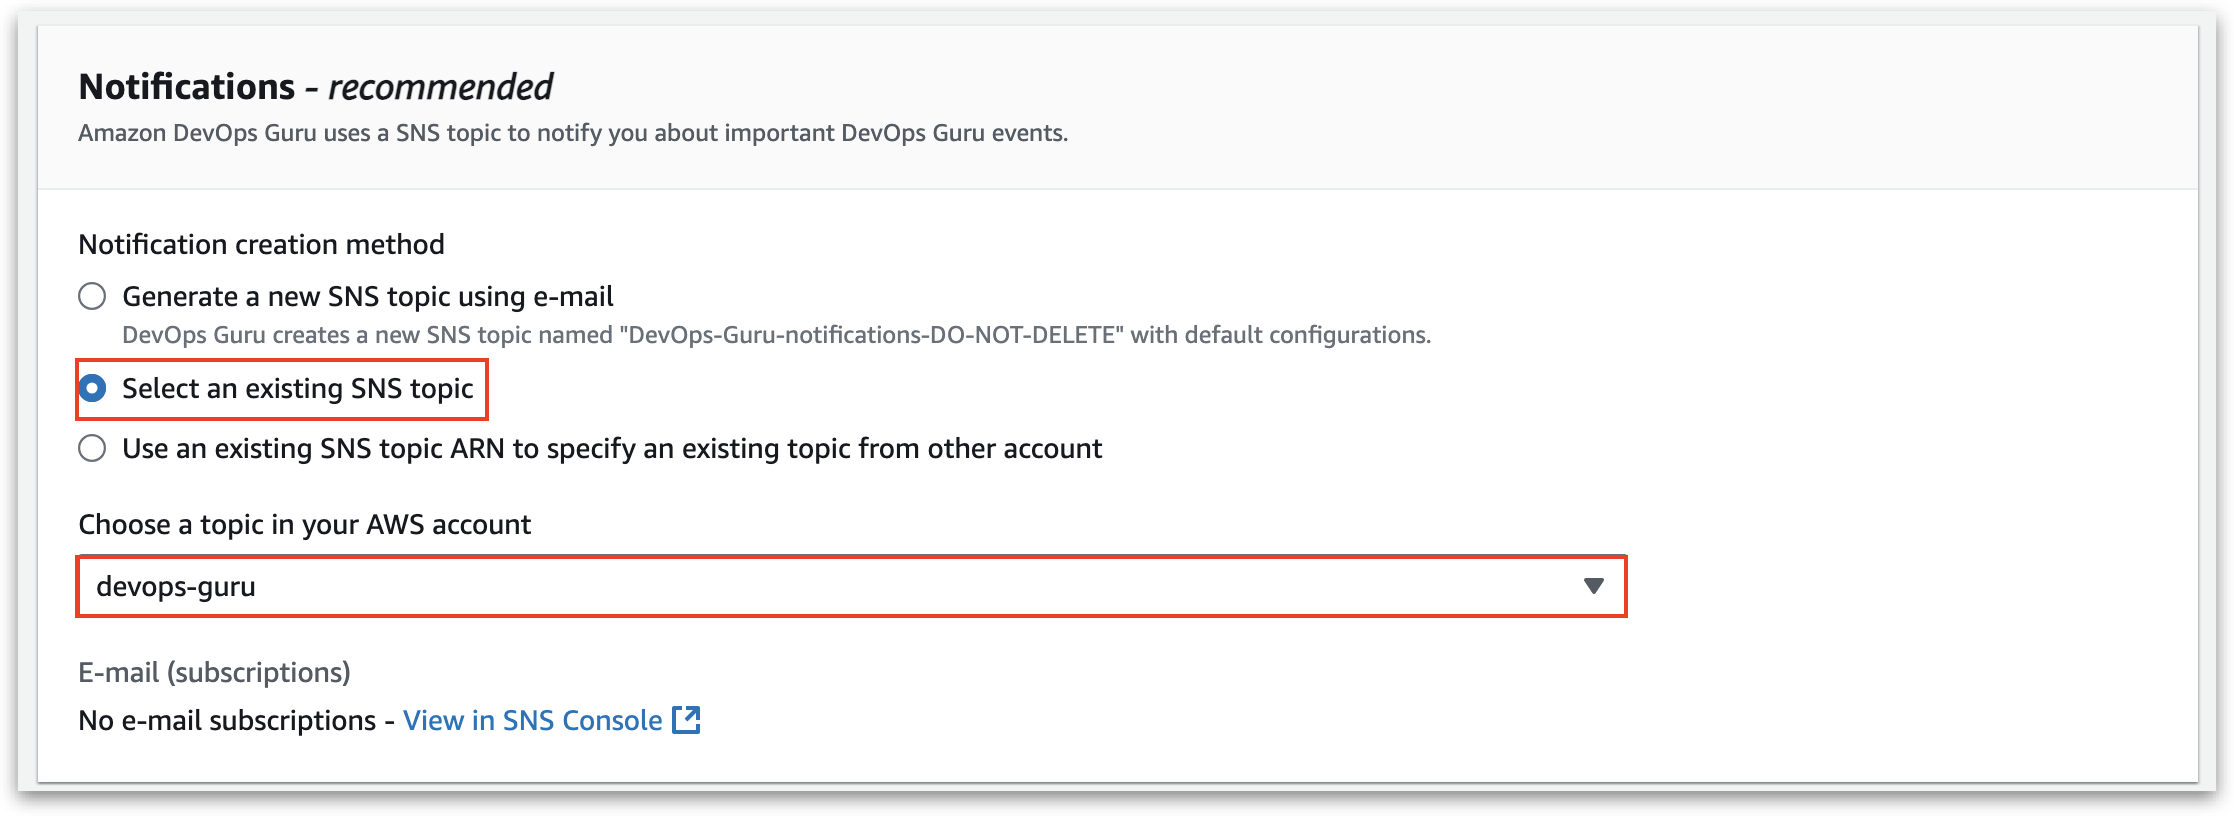 Notifications - recommended
Amazon DevOps Guru uses a SNS topic to notify you about important DevOps Guru events.
Notification creation method
Generate a new SNS topic using e-mail
DevOps Guru creates a new SNS topic named "DevOps-Guru-notifications-DO-NOT-DELETE" with default configurations.
Select an existing SNS topic
Use an existing SNS topic ARN to specify an existing topic from other account
Choose a topic in your AWS account
devops-guru
E-mail (subscriptions)
No e-mail subscriptions - View in SNS Console